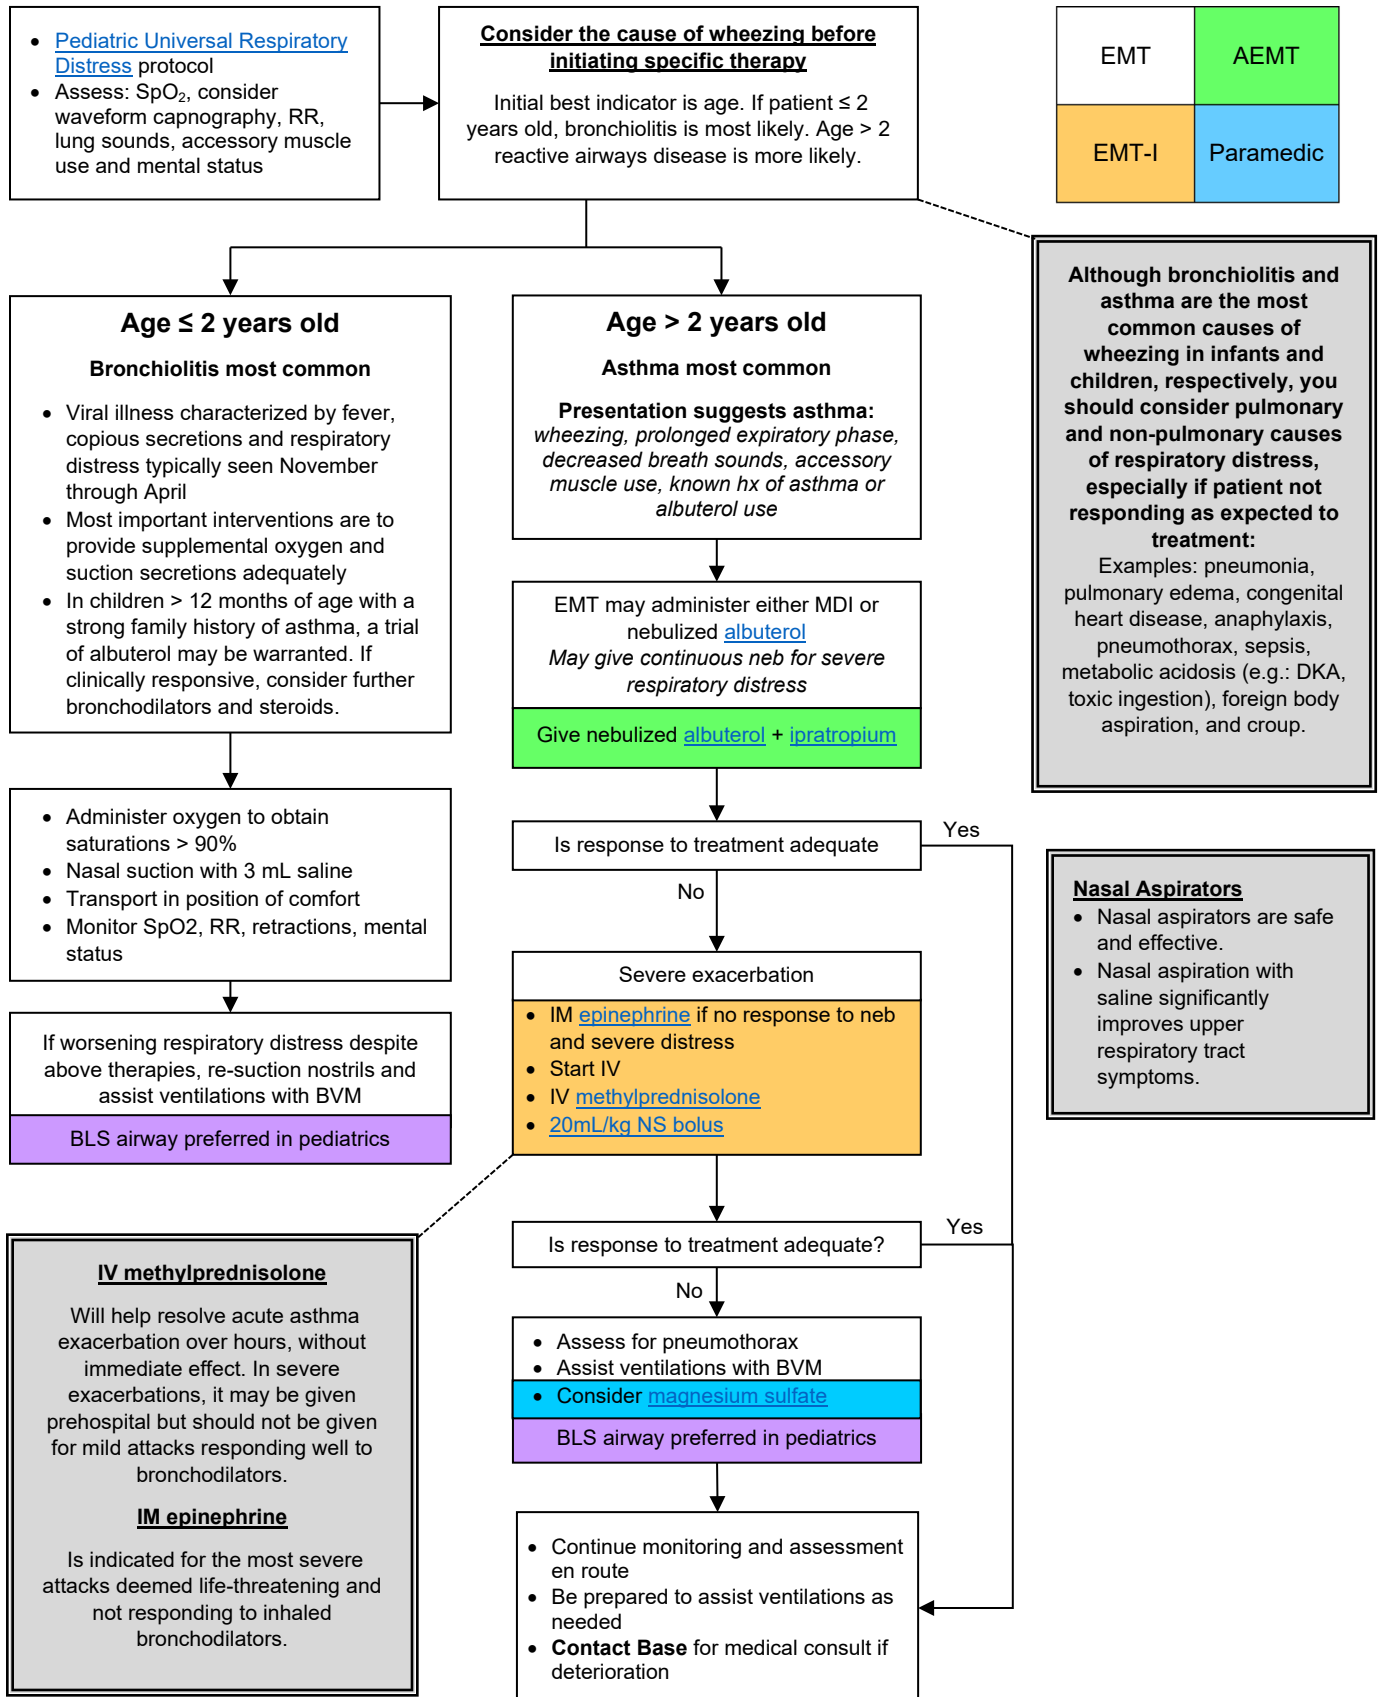 • Pediatric Universal Respiratory
Distress protocol
• Assess: SpO₂, consider
waveform capnography, RR,
lung sounds, accessory muscle
use and mental status
Consider the cause of wheezing before
initiating specific therapy
Initial best indicator is age. If patient ≤ 2
years old, bronchiolitis is most likely. Age > 2
reactive airways disease is more likely.
EMT
AEMT
EMT-I
Paramedic
Although bronchiolitis and
asthma are the most
common causes of
wheezing in infants and
children, respectively, you
should consider pulmonary
and non-pulmonary causes
of respiratory distress,
especially if patient not
responding as expected to
treatment:
Examples: pneumonia,
pulmonary edema, congenital
heart disease, anaphylaxis,
pneumothorax, sepsis,
metabolic acidosis (e.g.: DKA,
toxic ingestion), foreign body
aspiration, and croup.
Age ≤ 2 years old
Bronchiolitis most common
• Viral illness characterized by fever,
copious secretions and respiratory
distress typically seen November
through April
• Most important interventions are to
provide supplemental oxygen and
suction secretions adequately
• In children > 12 months of age with a
strong family history of asthma, a trial
of albuterol may be warranted. If
clinically responsive, consider further
bronchodilators and steroids.
• Administer oxygen to obtain
saturations > 90%
• Nasal suction with 3 mL saline
• Transport in position of comfort
• Monitor SpO2, RR, retractions, mental
status
If worsening respiratory distress despite
above therapies, re-suction nostrils and
assist ventilations with BVM
BLS airway preferred in pediatrics
Age > 2 years old
Asthma most common
Presentation suggests asthma:
wheezing, prolonged expiratory phase,
decreased breath sounds, accessory
muscle use, known hx of asthma or
albuterol use
EMT may administer either MDI or
nebulized albuterol
May give continuous neb for severe
respiratory distress
Give nebulized albuterol + ipratropium
Is response to treatment adequate
Yes
No
Severe exacerbation
• IM epinephrine if no response to neb
and severe distress
• Start IV
• IV methylprednisolone
• 20mL/kg NS bolus
Is response to treatment adequate?
Yes
No
• Assess for pneumothorax
• Assist ventilations with BVM
• Consider magnesium sulfate
BLS airway preferred in pediatrics
• Continue monitoring and assessment
en route
• Be prepared to assist ventilations as
needed
• Contact Base for medical consult if
deterioration
Nasal Aspirators
• Nasal aspirators are safe
and effective.
• Nasal aspiration with
saline significantly
improves upper
respiratory tract
symptoms.
IV methylprednisolone
Will help resolve acute asthma
exacerbation over hours, without
immediate effect. In severe
exacerbations, it may be given
prehospital but should not be given
for mild attacks responding well to
bronchodilators.
IM epinephrine
Is indicated for the most severe
attacks deemed life-threatening and
not responding to inhaled
bronchodilators.